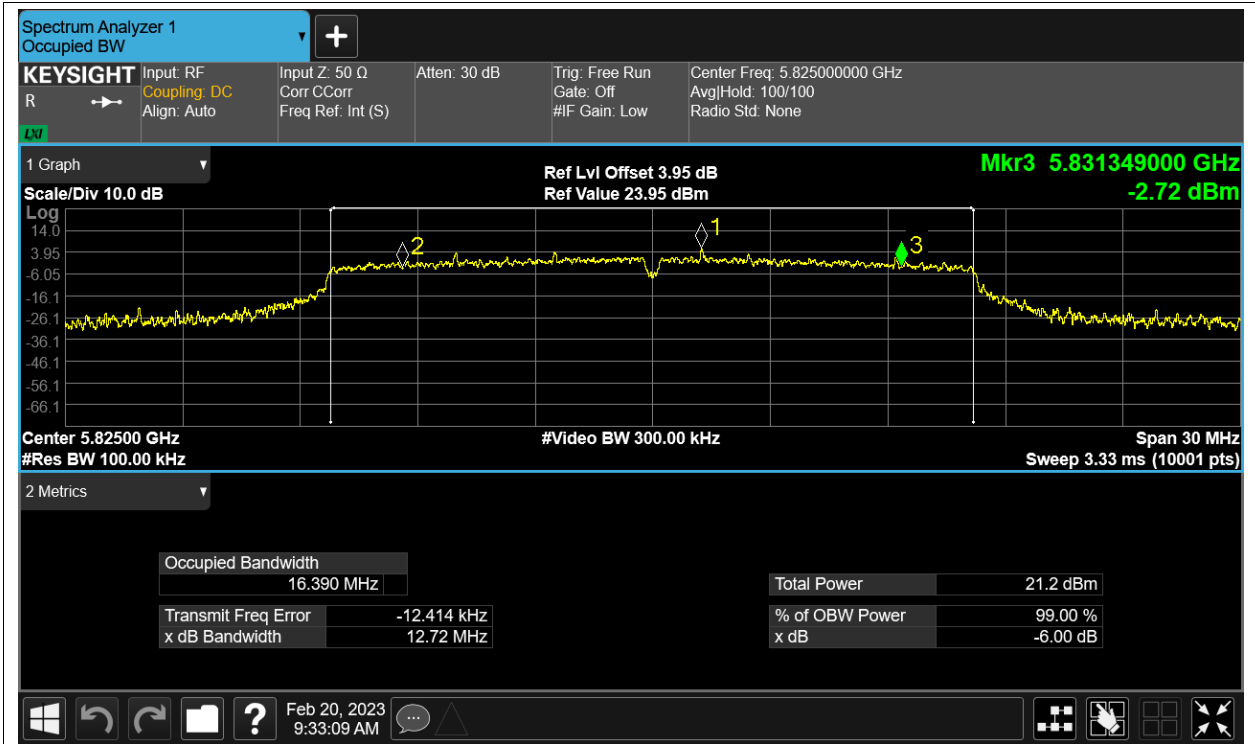 Spectrum Analyzer 1
Occupied BW
KEYSIGHT
R
LXI
Input: RF
Coupling: DC
Align: Auto
Input Z: 50 Ω
Corr CCorr
Freq Ref: Int (S)
Atten: 30 dB
Trig: Free Run
Gate: Off
#IF Gain: Low
Center Freq: 5.825000000 GHz
Avg|Hold: 100/100
Radio Std: None
1 Graph
Scale/Div 10.0 dB
Ref Lvl Offset 3.95 dB
Ref Value 23.95 dBm
Mkr3 5.831349000 GHz
-2.72 dBm
Log
14.0
3.95
-6.05
-16.1
-26.1
-36.1
-46.1
-56.1
-66.1
2
1
3
Center 5.82500 GHz
#Res BW 100.00 kHz
#Video BW 300.00 kHz
Span 30 MHz
Sweep 3.33 ms (10001 pts)
2 Metrics
Occupied Bandwidth
16.390 MHz
Transmit Freq Error -12.414 kHz
x dB Bandwidth 12.72 MHz
Total Power 21.2 dBm
% of OBW Power 99.00 %
x dB -6.00 dB
Feb 20, 2023
9:33:09 AM